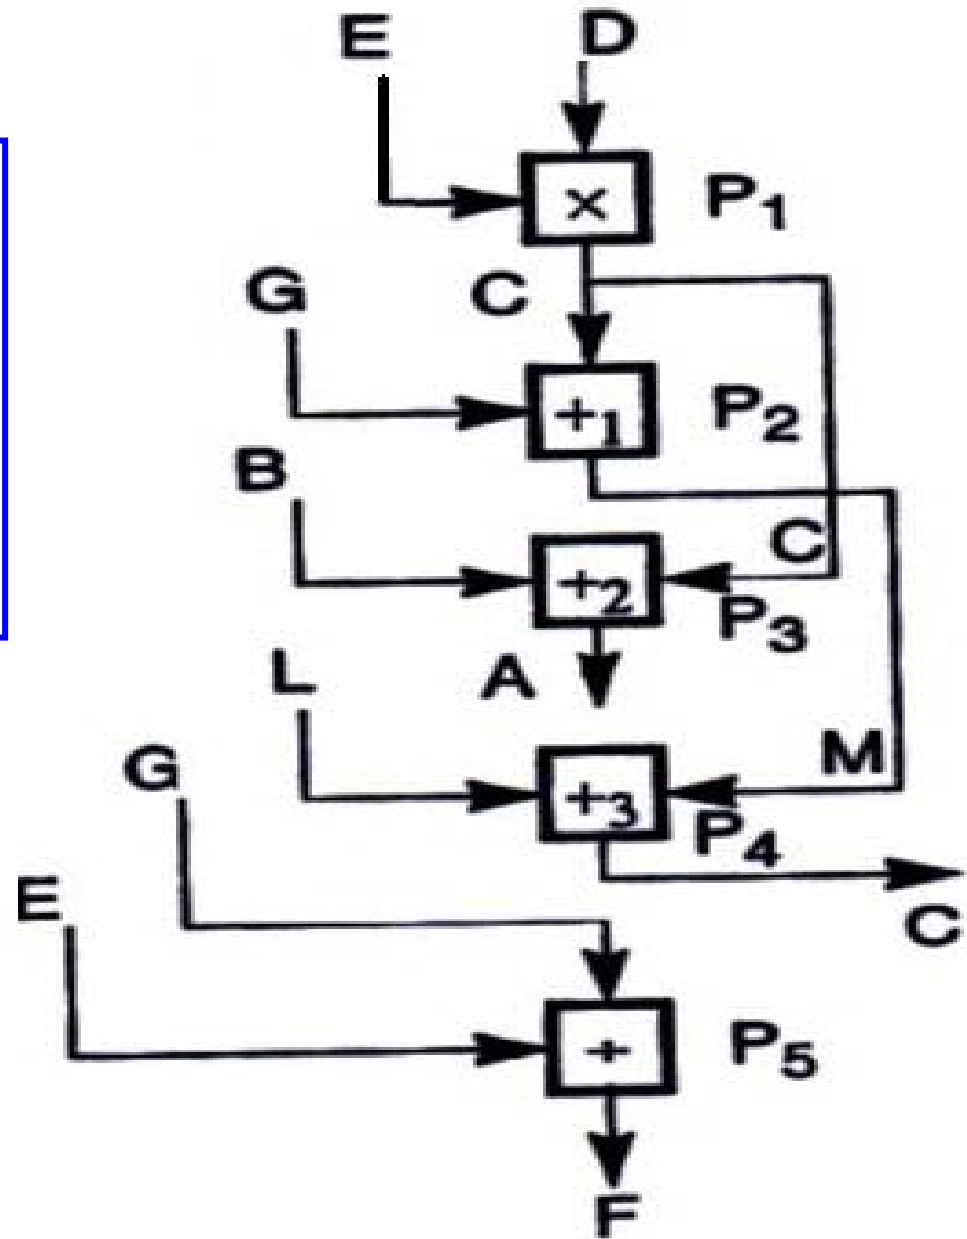 E D
× P₁
G C
+₁ P₂
B
C
+₂ P₃
L A
G M
+₃ P₄
E C
+ P₅
F